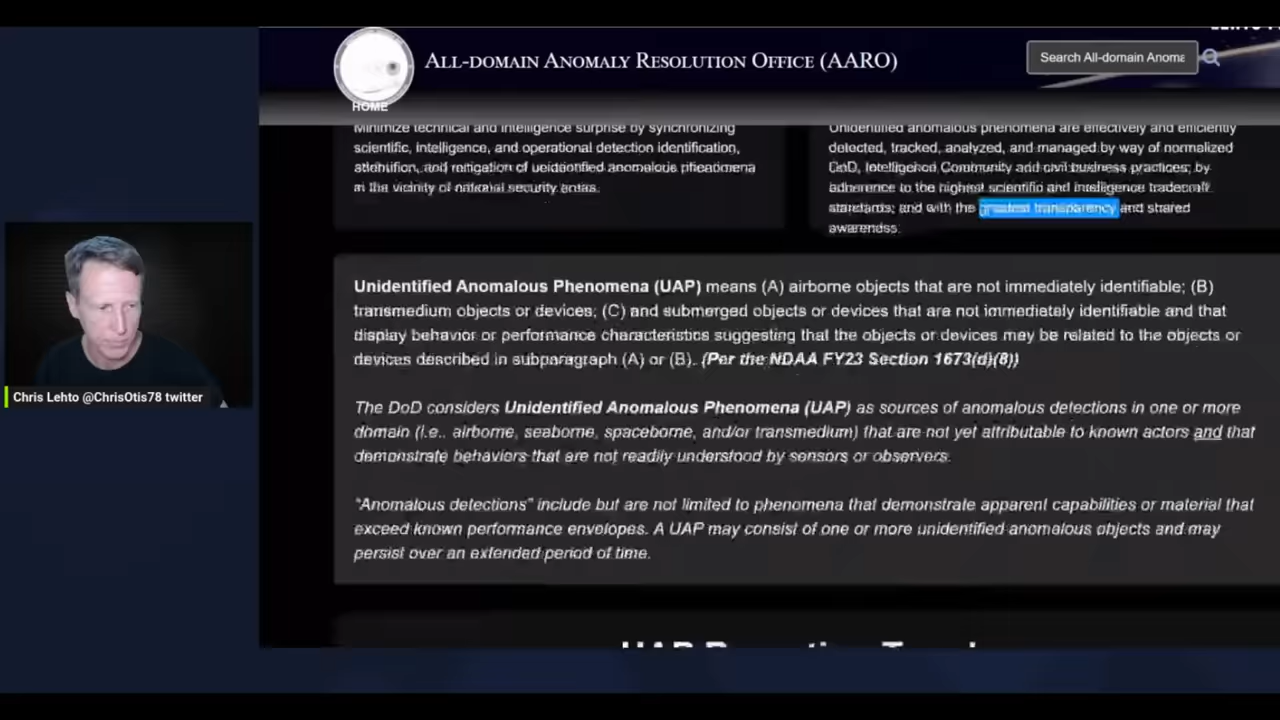 ALL-DOMAIN ANOMALY RESOLUTION OFFICE (AARO)
Search All-domain Anoma
HOME
Minimize technical and intelligence surprise by synchronizing
scientific, intelligence, and operational detection identification,
attribution, and mitigation of unidentified anomalous phenomena
in the vicinity of national security areas.
Unidentified anomalous phenomena are effectively and efficiently
detected, tracked, analyzed, and managed by way of normalized
DoD, Intelligence Community and civil business practices; by
adherence to the highest scientific and intelligence tradecraft
standards; and with the greatest transparency and shared
awareness.
Unidentified Anomalous Phenomena (UAP) means (A) airborne objects that are not immediately identifiable; (B)
transmedium objects or devices; (C) and submerged objects or devices that are not immediately identifiable and that
display behavior or performance characteristics suggesting that the objects or devices may be related to the objects or
devices described in subparagraph (A) or (B). (Per the NDAA FY23 Section 1673(d)(8))
The DoD considers Unidentified Anomalous Phenomena (UAP) as sources of anomalous detections in one or more
domain (i.e., airborne, seaborne, spaceborne, and/or transmedium) that are not yet attributable to known actors and that
demonstrate behaviors that are not readily understood by sensors or observers.
"Anomalous detections" include but are not limited to phenomena that demonstrate apparent capabilities or material that
exceed known performance envelopes. A UAP may consist of one or more unidentified anomalous objects and may
persist over an extended period of time.
Chris Lehto @ChrisOtis78 twitter